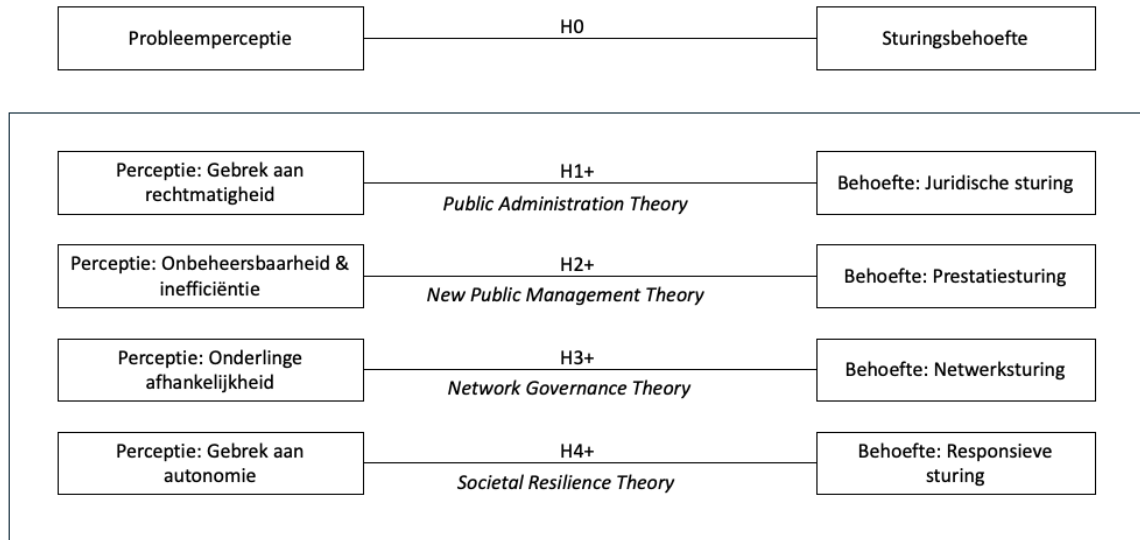 Probleemperceptie
H0
Sturingsbehoefte
Perceptie: Gebrek aan
rechtmatigheid
H1+
Public Administration Theory
Behoefte: Juridische sturing
Perceptie: Onbeheersbaarheid &
inefficiëntie
H2+
New Public Management Theory
Behoefte: Prestatiesturing
Perceptie: Onderlinge
afhankelijkheid
H3+
Network Governance Theory
Behoefte: Netwerksturing
Perceptie: Gebrek aan
autonomie
H4+
Societal Resilience Theory
Behoefte: Responsieve
sturing